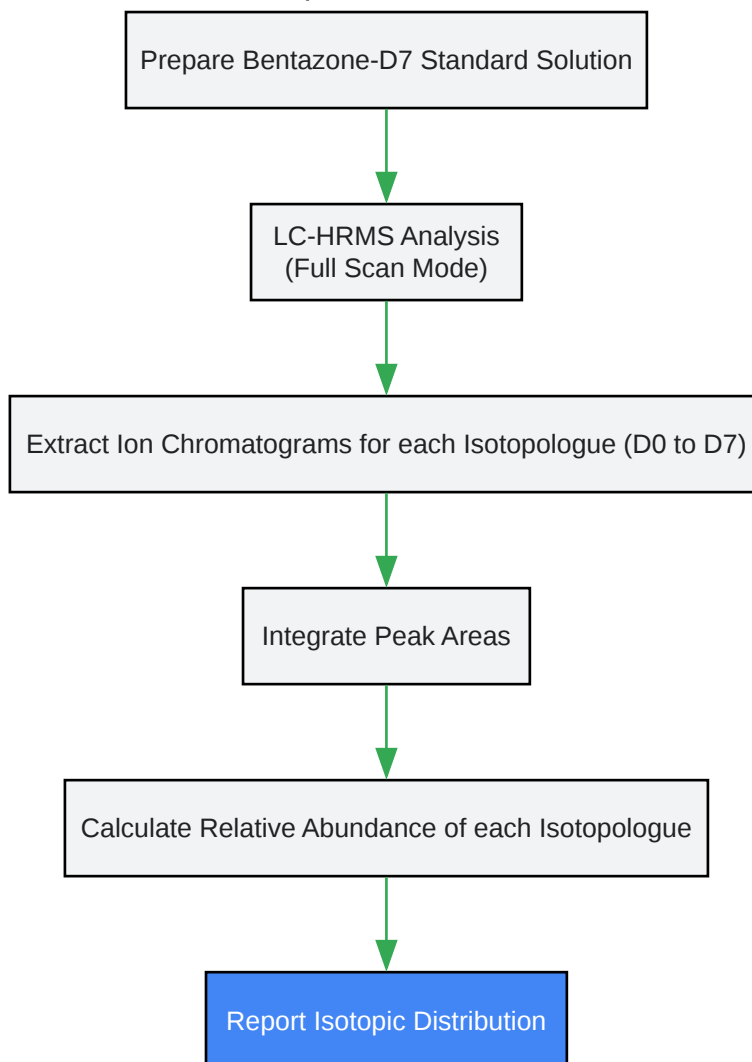 Prepare Bentazone-D7 Standard Solution
LC-HRMS Analysis
(Full Scan Mode)
Extract Ion Chromatograms for each Isotopologue (D0 to D7)
Integrate Peak Areas
Calculate Relative Abundance of each Isotopologue
Report Isotopic Distribution